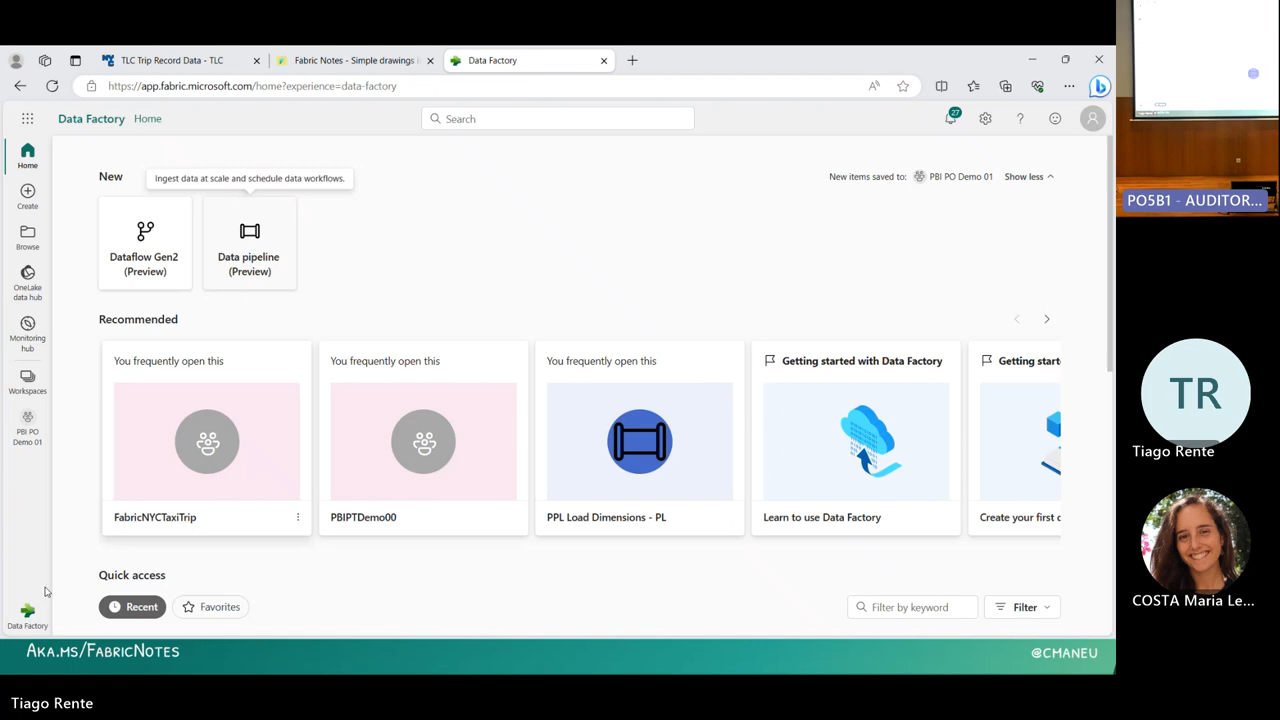 TLC Trip Record Data - TLC
Fabric Notes - Simple drawings
Data Factory
https://app.fabric.microsoft.com/home?experience=data-factory
Data Factory Home
Search
27
Home
Create
Browse
OneLake
data hub
Monitoring
hub
Workspaces
PBI PO
Demo 01
Data Factory
New
Ingest data at scale and schedule data workflows.
New items saved to: PBI PO Demo 01 Show less
Dataflow Gen2
(Preview)
Data pipeline
(Preview)
Recommended
You frequently open this
FabricNYCTaxiTrip
You frequently open this
PBIPTDemo00
You frequently open this
PPL Load Dimensions - PL
Getting started with Data Factory
Learn to use Data Factory
Getting start
Create your first d
Quick access
Recent
Favorites
Filter by keyword
Filter
AKA.MS/FABRICNOTES
@CMANEU
Tiago Rente
PO5B1 - AUDITOR...
TR
Tiago Rente
COSTA Maria Le...